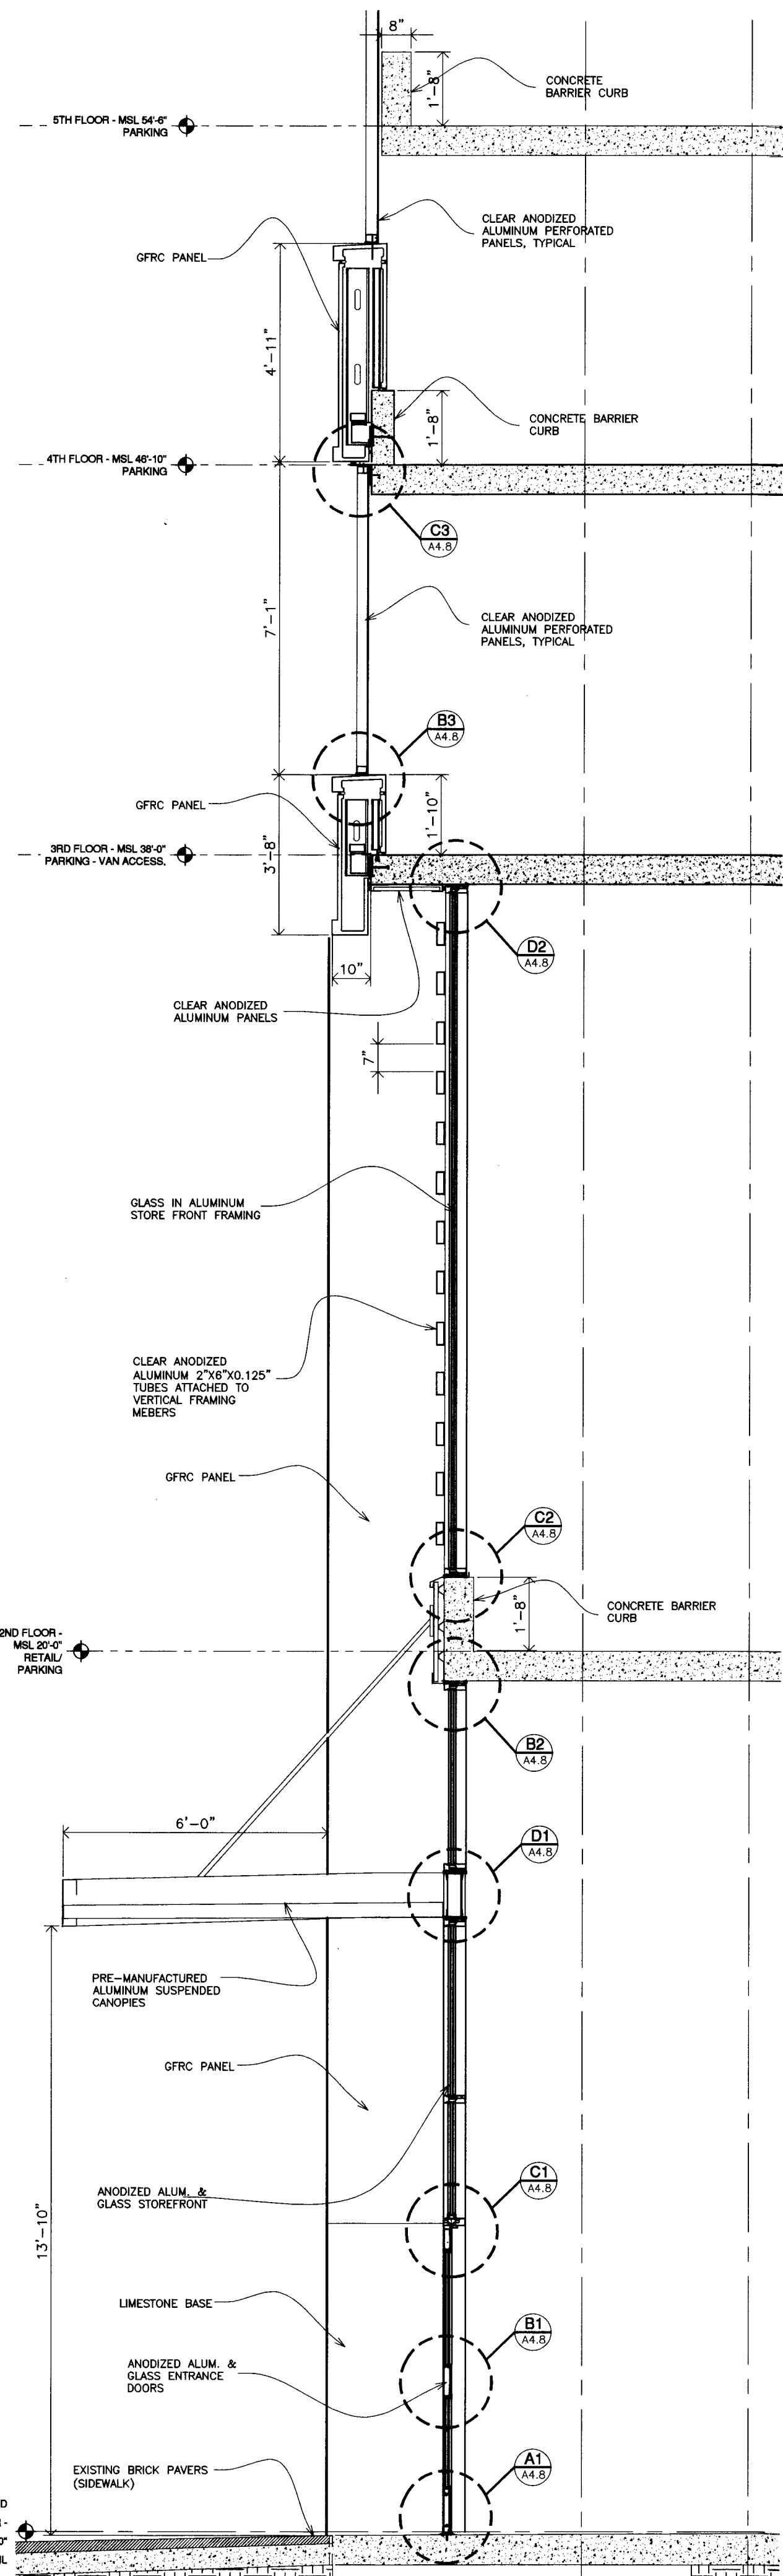 8"
1'-8"
CONCRETE
BARRIER CURB
5TH FLOOR - MSL 54'-6"
PARKING
CLEAR ANODIZED
ALUMINUM PERFORATED
PANELS, TYPICAL
GFRC PANEL
4'-11"
1'-8"
CONCRETE BARRIER
CURB
4TH FLOOR - MSL 46'-10"
PARKING
C3
A4.8
7'-1"
CLEAR ANODIZED
ALUMINUM PERFORATED
PANELS, TYPICAL
B3
A4.8
GFRC PANEL
1'-10"
3'-8"
3RD FLOOR - MSL 38'-0"
PARKING - VAN ACCESS.
D2
A4.8
10"
CLEAR ANODIZED
ALUMINUM PANELS
7"
GLASS IN ALUMINUM
STORE FRONT FRAMING
CLEAR ANODIZED
ALUMINUM 2"X6"X0.125"
TUBES ATTACHED TO
VERTICAL FRAMING
MEBERS
GFRC PANEL
C2
A4.8
1'-8"
CONCRETE BARRIER
CURB
2ND FLOOR -
MSL 20'-0"
RETAIL/
PARKING
B2
A4.8
6'-0"
D1
A4.8
PRE-MANUFACTURED
ALUMINUM SUSPENDED
CANOPIES
GFRC PANEL
C1
A4.8
ANODIZED ALUM. &
GLASS STOREFRONT
13'-10"
LIMESTONE BASE
B1
A4.8
ANODIZED ALUM. &
GLASS ENTRANCE
DOORS
A1
A4.8
EXISTING BRICK PAVERS
(SIDEWALK)